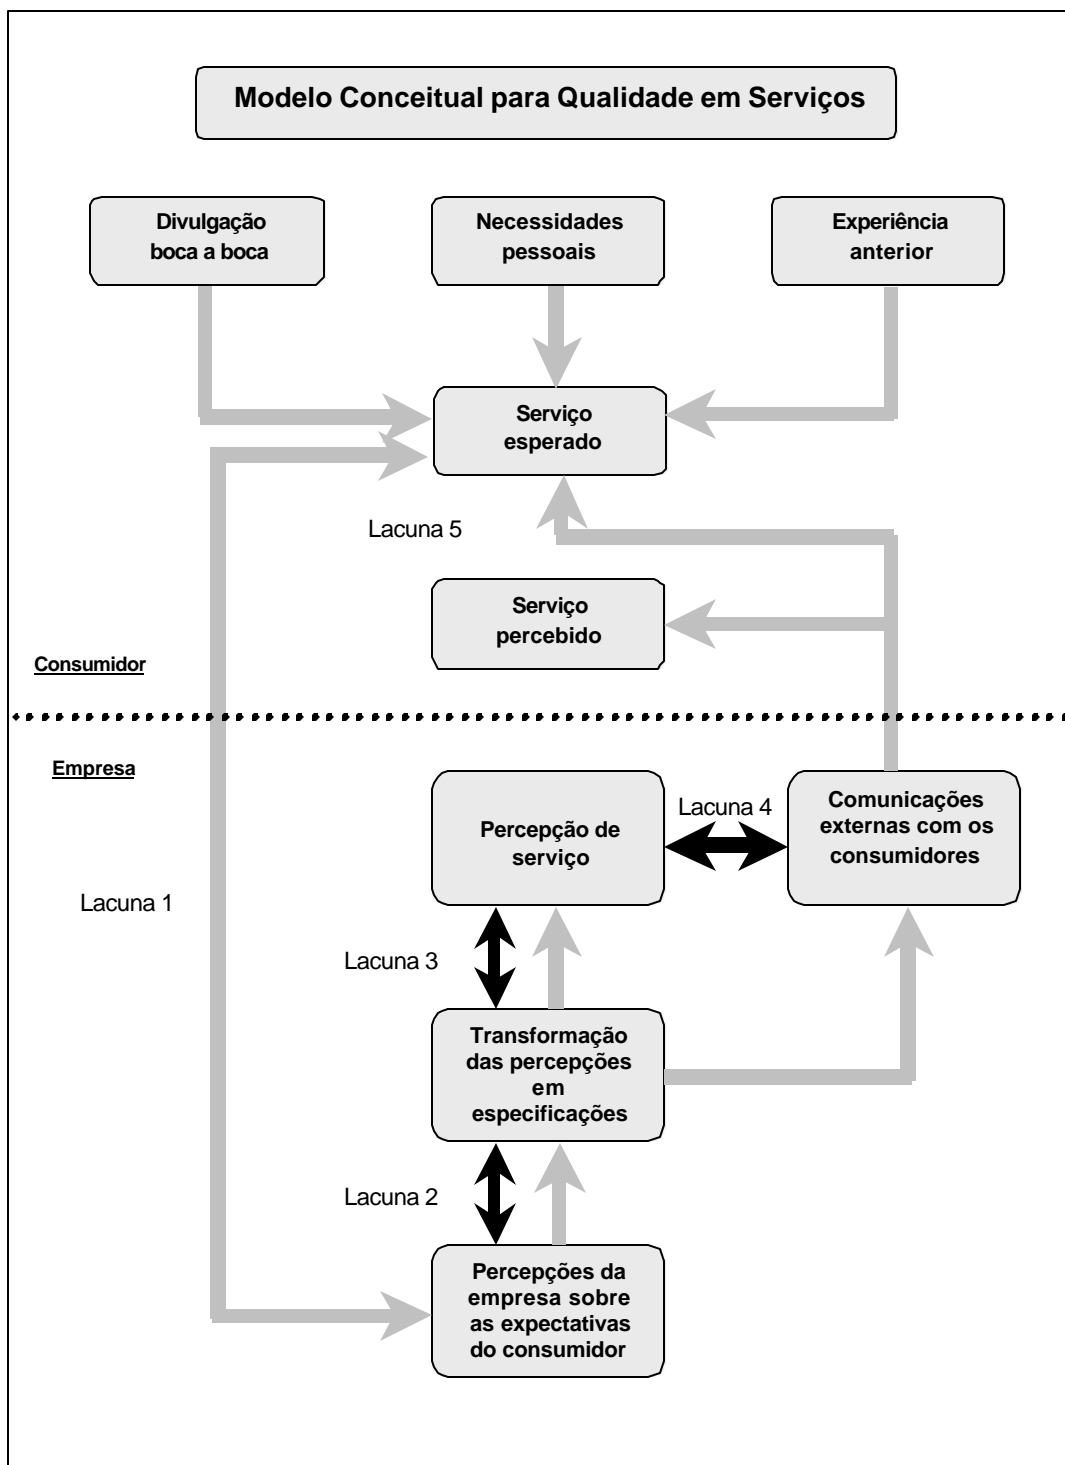 Modelo Conceitual para Qualidade em Serviços
Divulgação
boca a boca
Necessidades
pessoais
Experiência
anterior
Serviço
esperado
Lacuna 5
Serviço
percebido
Consumidor
Empresa
Percepção de
serviço
Lacuna 4
Comunicações
externas com os
consumidores
Lacuna 1
Lacuna 3
Transformação
das percepções
em
especificações
Lacuna 2
Percepções da
empresa sobre
as expectativas
do consumidor